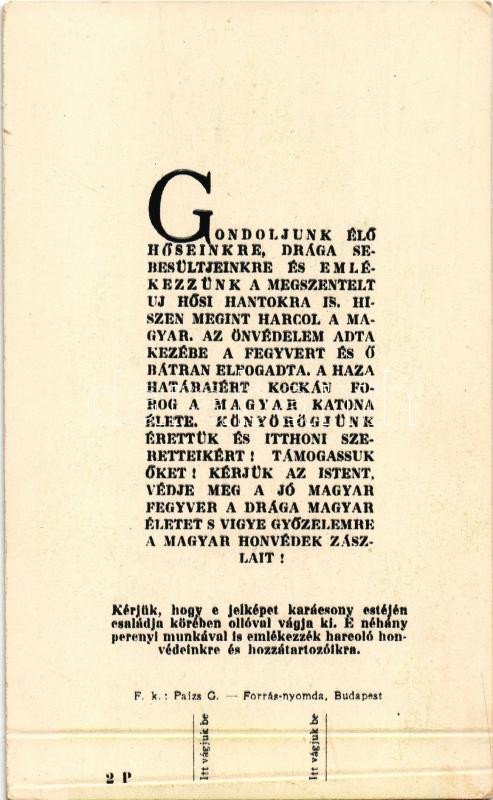 GONDOLJUNK ÉLŐ
HŐSEINKRE, DRÁGA SE-
BESÜLTJEINKRE ÉS EMLÉ-
KEZZÜNK A MEGSZENTELT
UJ HŐSI HANTOKRA IS. HI-
SZEN MEGINT HARCOL A MA-
GYAR. AZ ÖNVÉDELEM ADTA
KEZÉBE A FEGYVERT ÉS Ő
BÁTRAN ELFOGADTA. A HAZA
HATÁRAIÉRT KOCKÁN FO-
ROG A MAGYAR KATONA
ÉLETE. KÖNYÖRÖGJÜNK
ÉRETTÜK ÉS ITTHONI SZE-
RETTEIKÉRT! TÁMOGASSUK
ŐKET! KÉRJÜK AZ ISTENT,
VÉDJE MEG A JÓ MAGYAR
FEGYVER A DRÁGA MAGYAR
ÉLETET S VIGYE GYŐZELEMRE
A MAGYAR HONVÉDEK ZÁSZ-
LAIT!
Kérjük, hogy e jelképet karácsony estéjén
családja körében ollóval vágja ki. E néhány
percnyi munkával is emlékezzék harcoló hon-
védeinkre és hozzátartozóikra.
F. k.: Paizs G. — Forrás-nyomda, Budapest
Itt vágjuk be
Itt vágjuk be
2 P